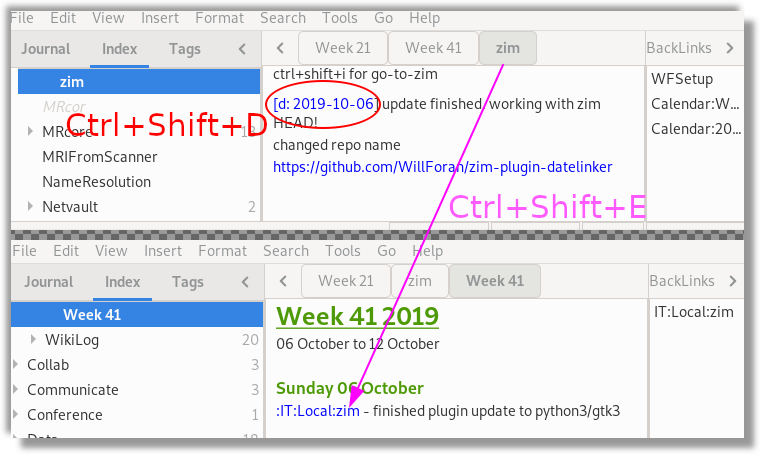 File Edit View Insert Format Search Tools Go Help
Journal Index Tags Week 21 Week 41 zim BackLinks
zim
MRcor
MRcore 13
MRIFromScanner
NameResolution
Netvault 2
Ctrl+Shift+D
ctrl+shift+i for go-to-zim
[d: 2019-10-06] update finished, working with zim
HEAD!
changed repo name
https://github.com/WillForan/zim-plugin-datelinker
Ctrl+Shift+E
WFSetup
Calendar:W...
Calendar:20...
File Edit View Insert Format Search Tools Go Help
Journal Index Tags Week 21 zim Week 41 BackLinks
Week 41
WikiLog 20
Collab 3
Communicate 3
Conference 1
Week 41 2019
06 October to 12 October
Sunday 06 October
:IT:Local:zim - finished plugin update to python3/gtk3
IT:Local:zim